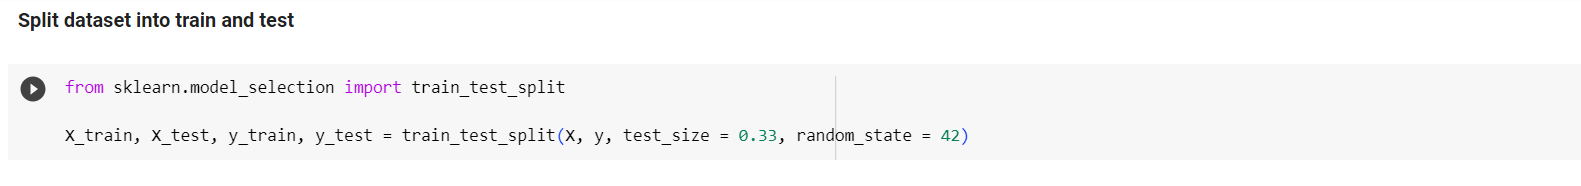 Split dataset into train and test
from sklearn.model_selection import train_test_split
X_train, X_test, y_train, y_test = train_test_split(X, y, test_size = 0.33, random_state = 42)